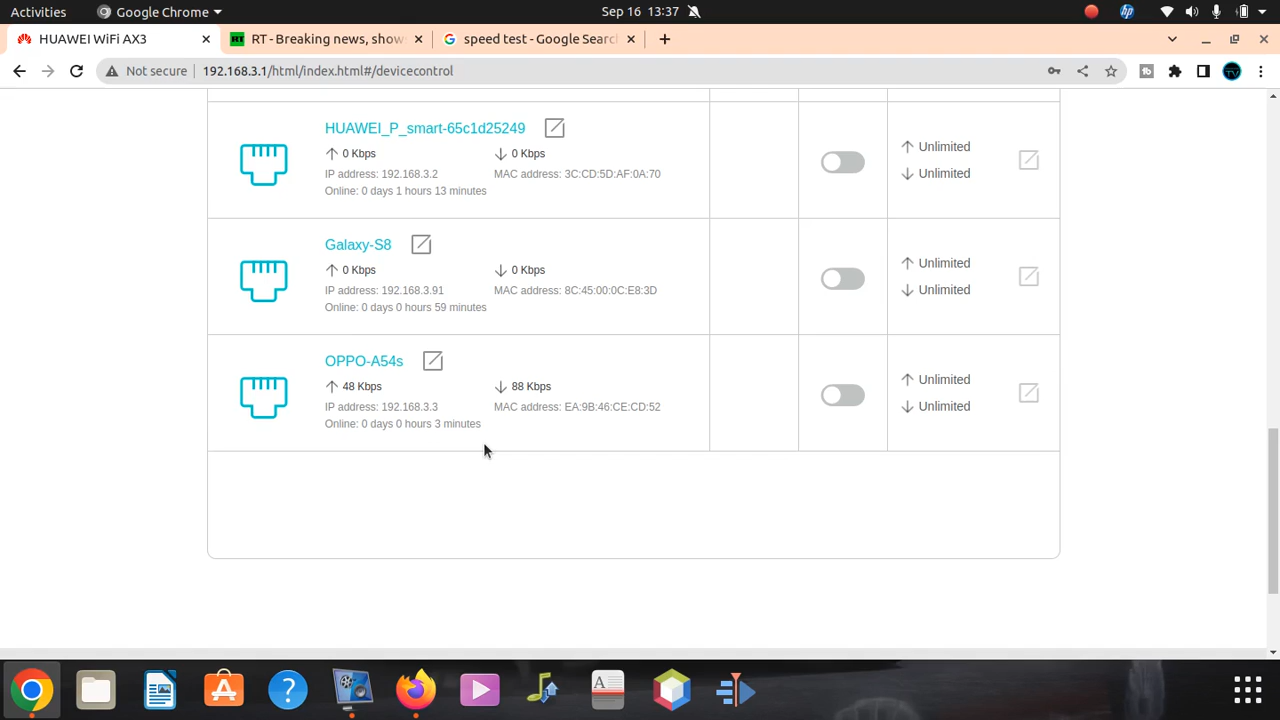 Activities
Google Chrome
Sep 16 13:37
hp
HUAWEI WiFi AX3
RT
RT - Breaking news, show
speed test - Google Search
Not secure
192.168.3.1/html/index.html#/devicecontrol
HUAWEI_P_smart-65c1d25249
0 Kbps
0 Kbps
IP address: 192.168.3.2
MAC address: 3C:CD:5D:AF:0A:70
Online: 0 days 1 hours 13 minutes
Unlimited
Unlimited
Galaxy-S8
0 Kbps
0 Kbps
IP address: 192.168.3.91
MAC address: 8C:45:00:0C:E8:3D
Online: 0 days 0 hours 59 minutes
Unlimited
Unlimited
OPPO-A54s
48 Kbps
88 Kbps
IP address: 192.168.3.3
MAC address: EA:9B:46:CE:CD:52
Online: 0 days 0 hours 3 minutes
Unlimited
Unlimited